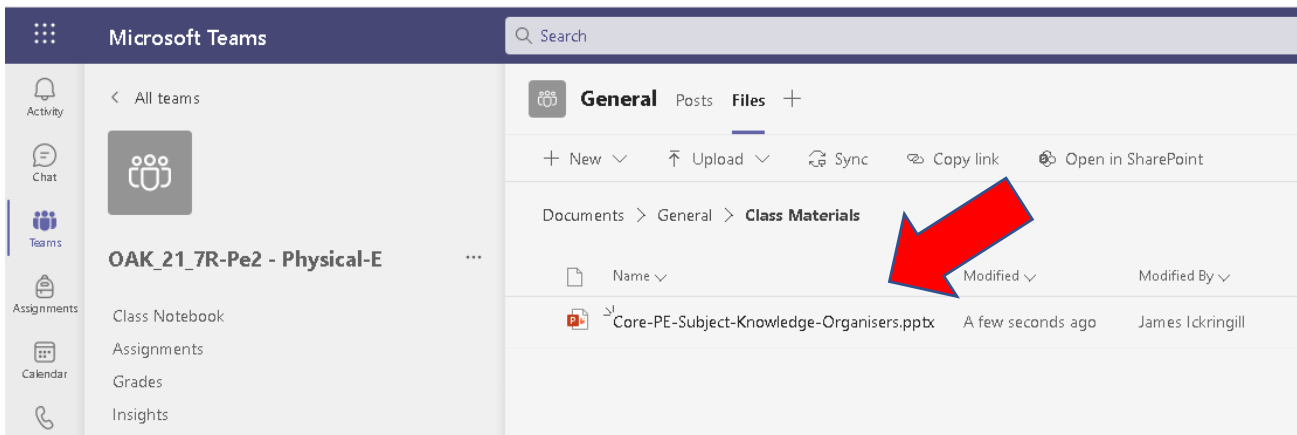 Microsoft Teams
Search
Activity
Chat
Teams
Assignments
Calendar
All teams
OAK_21_7R-Pe2 - Physical-E ...
Class Notebook
Assignments
Grades
Insights
General Posts Files +
+ New Upload Sync Copy link Open in SharePoint
Documents > General > Class Materials
Name Modified Modified By
Core-PE-Subject-Knowledge-Organisers.pptx A few seconds ago James Ickringill